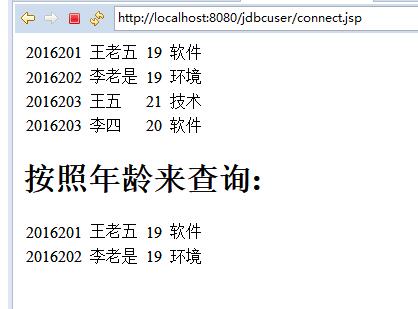 http://localhost:8080/jdbcuser/connect.jsp
2016201 王老五 19 软件
2016202 李老是 19 环境
2016203 王五 21 技术
2016203 李四 20 软件
按照年龄来查询：
2016201 王老五 19 软件
2016202 李老是 19 环境